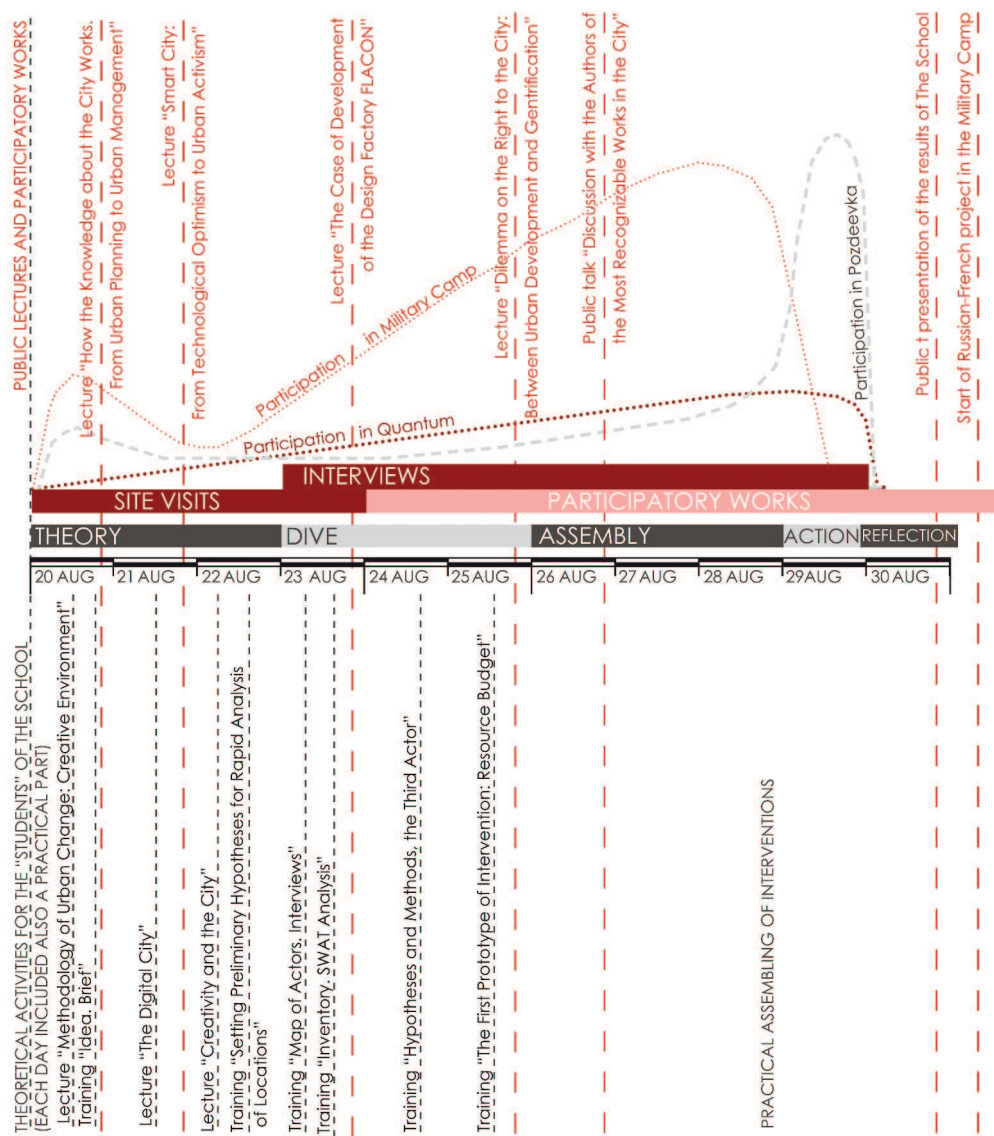 PUBLIC LECTURES AND PARTICIPATORY WORKS
Lecture "How the Knowledge about the City Works.
From Urban Planning to Urban Management"
Lecture "Smart City:
From Technological Optimism to Urban Activism"
Lecture "The Case of Development
of the Design Factory FLACON"
Lecture "Dilemma on the Right to the City:
Between Urban Development and Gentrification"
Public talk "Discussion with the Authors of
the Most Recognizable Works in the City"
Public t presentation of the results of The School
Start of Russian-French project in the Military Camp
Participation in Military Camp
Participation in Quantum
Participation in Pozdeevka
INTERVIEWS
SITE VISITS
PARTICIPATORY WORKS
THEORY
DIVE
ASSEMBLY
ACTION
REFLECTION
20 AUG
21 AUG
22 AUG
23 AUG
24 AUG
25 AUG
26 AUG
27 AUG
28 AUG
29 AUG
30 AUG
THEORETICAL ACTIVITIES FOR THE "STUDENTS" OF THE SCHOOL
(EACH DAY INCLUDED ALSO A PRACTICAL PART)
Lecture "Methodology of Urban Change: Creative Environment"
Training "Idea. Brief"
Lecture "The Digital City"
Lecture "Creativity and the City"
Training "Setting Preliminary Hypotheses for Rapid Analysis
of Locations"
Training "Map of Actors. Interviews"
Training "Inventory. SWAT Analysis"
Training "Hypotheses and Methods, the Third Actor"
Training "The First Prototype of Intervention: Resource Budget"
PRACTICAL ASSEMBLING OF INTERVENTIONS